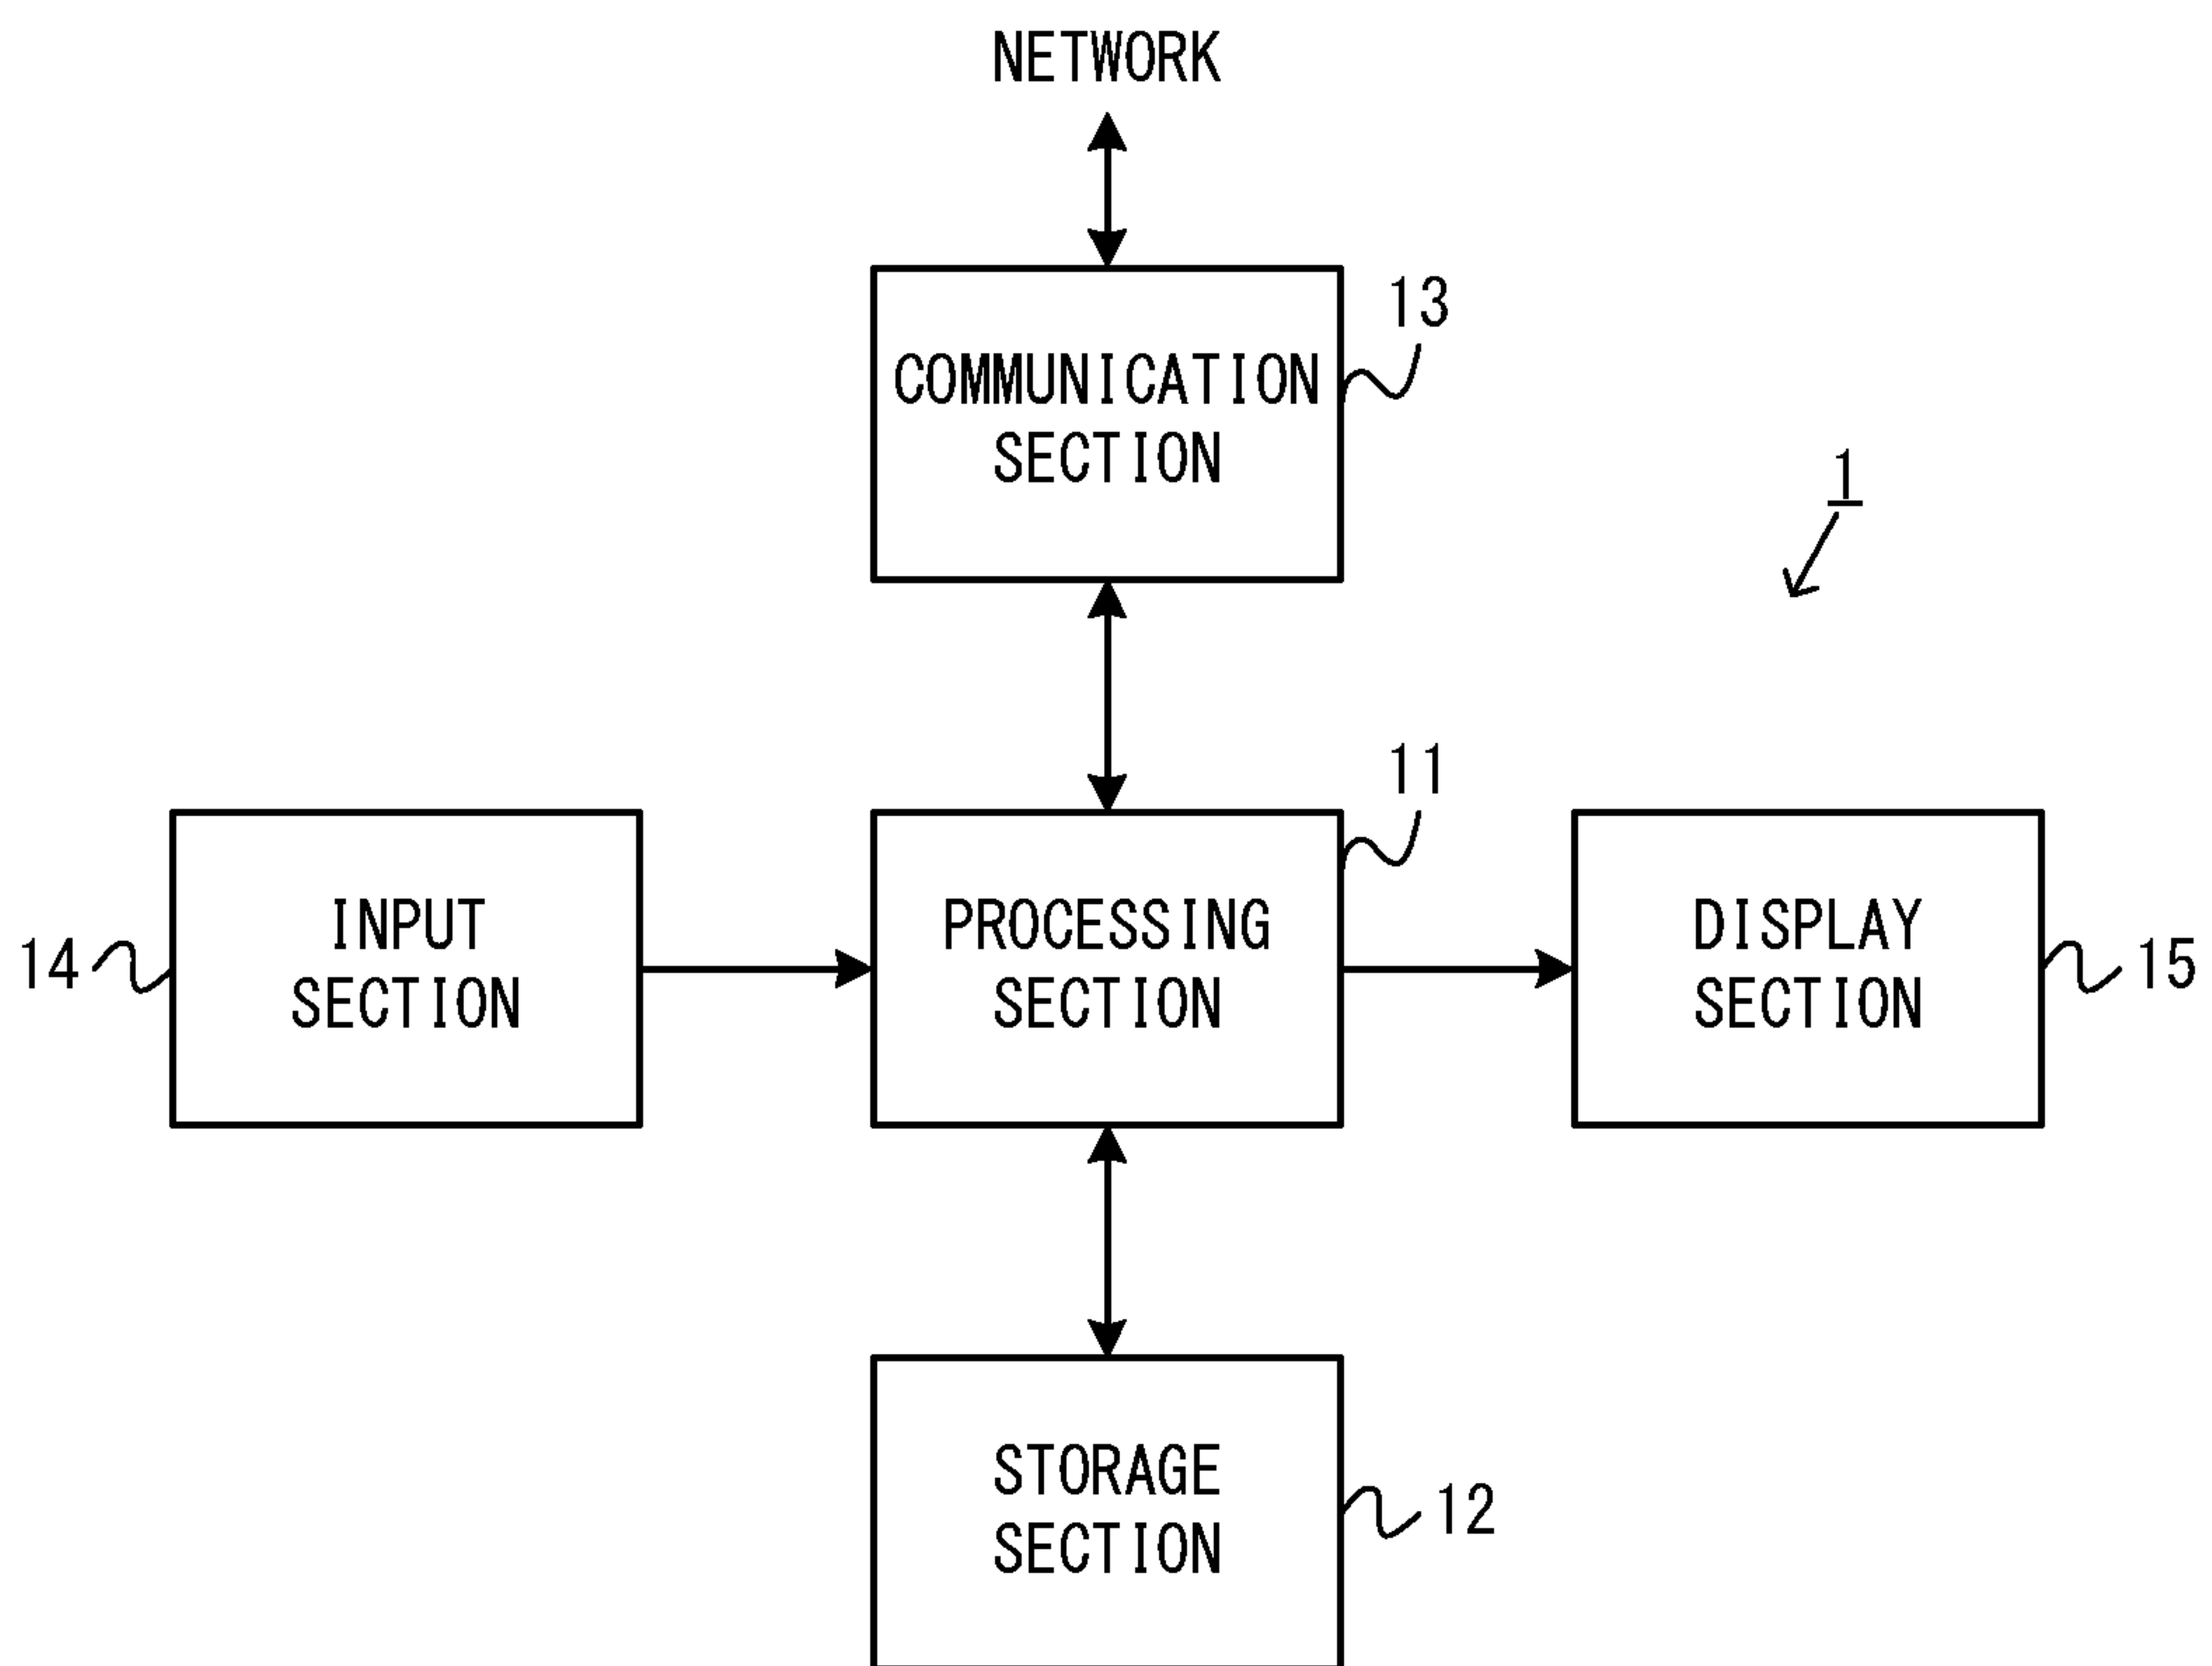 NETWORK
13
COMMUNICATION
SECTION
1
11
14
INPUT
SECTION
PROCESSING
SECTION
DISPLAY
SECTION
15
STORAGE
SECTION
12